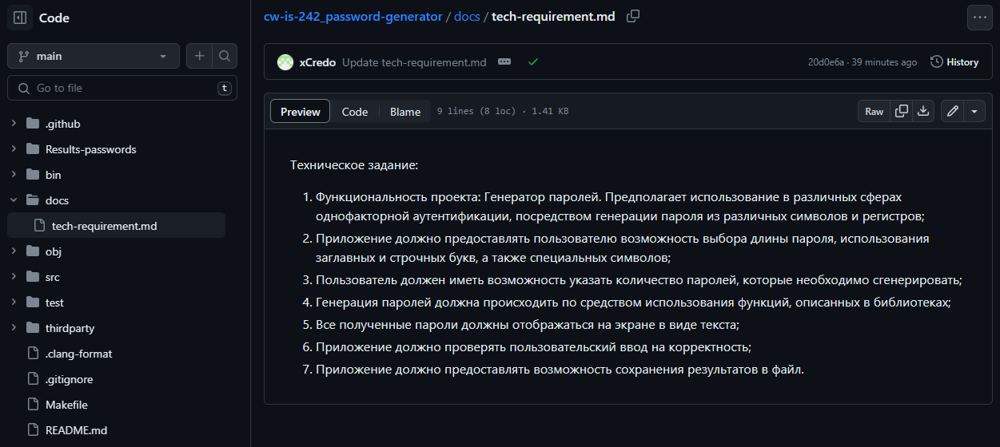 Code
cw-is-242_password-generator / docs / tech-requirement.md
main
xCredo Update tech-requirement.md
20d0e6a · 39 minutes ago
History
Go to file
t
Preview
Code
Blame
9 lines (8 loc) · 1.41 KB
Raw
.github
Results-passwords
bin
docs
tech-requirement.md
obj
src
test
thirdparty
.clang-format
.gitignore
Makefile
README.md
Техническое задание:
1. Функциональность проекта: Генератор паролей. Предполагает использование в различных сферах
однофакторной аутентификации, посредством генерации пароля из различных символов и регистров;
2. Приложение должно предоставлять пользователю возможность выбора длины пароля, использования
заглавных и строчных букв, а также специальных символов;
3. Пользователь должен иметь возможность указать количество паролей, которые необходимо сгенерировать;
4. Генерация паролей должна происходить по средством использования функций, описанных в библиотеках;
5. Все полученные пароли должны отображаться на экране в виде текста;
6. Приложение должно проверять пользовательский ввод на корректность;
7. Приложение должно предоставлять возможность сохранения результатов в файл.